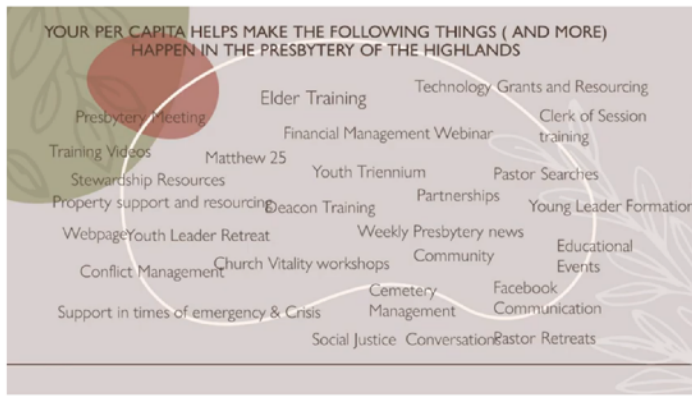 YOUR PER CAPITA HELPS MAKE THE FOLLOWING THINGS ( AND MORE)
HAPPEN IN THE PRESBYTERY OF THE HIGHLANDS
Technology Grants and Resourcing
Elder Training
Presbytery Meeting
Clerk of Session
training
Financial Management Webinar
Training Videos
Matthew 25
Youth Triennium
Pastor Searches
Stewardship Resources
Partnerships
Property support and resourcing
Deacon Training
Young Leader Formation
Webpage
Youth Leader Retreat
Weekly Presbytery news
Educational
Events
Community
Church Vitality workshops
Conflict Management
Cemetery
Management
Facebook
Communication
Support in times of emergency & Crisis
Social Justice Conversations
Pastor Retreats